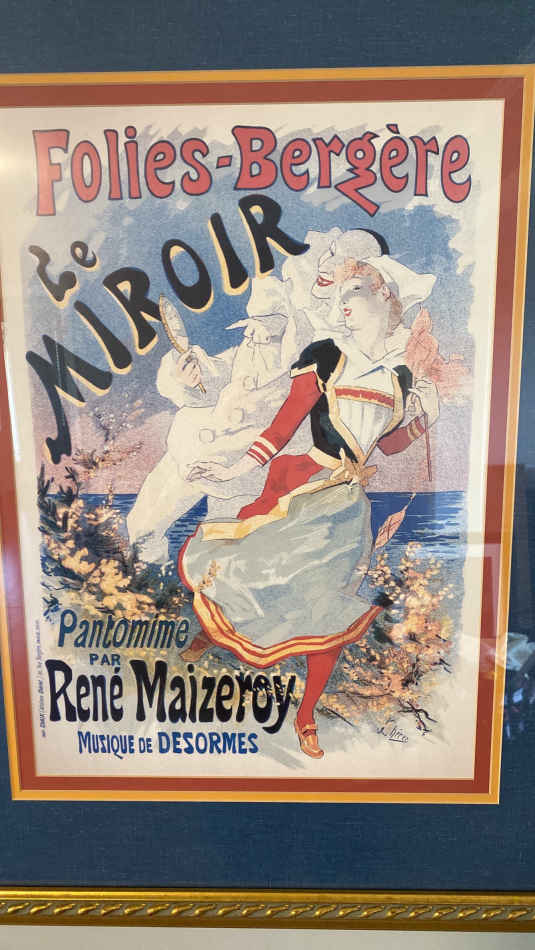 Folies-Bergère
Le
MIROIR
Pantomime
PAR
René Maizeroy
MUSIQUE DE DESORMES